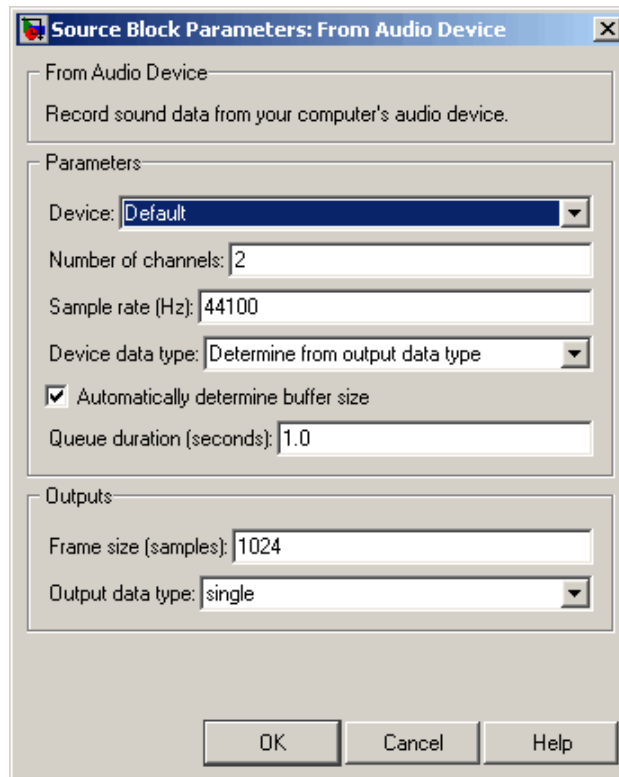 Source Block Parameters: From Audio Device
From Audio Device
Record sound data from your computer's audio device.
Parameters
Device: Default
Number of channels: 2
Sample rate (Hz): 44100
Device data type: Determine from output data type
Automatically determine buffer size
Queue duration (seconds): 1.0
Outputs
Frame size (samples): 1024
Output data type: single
OK Cancel Help